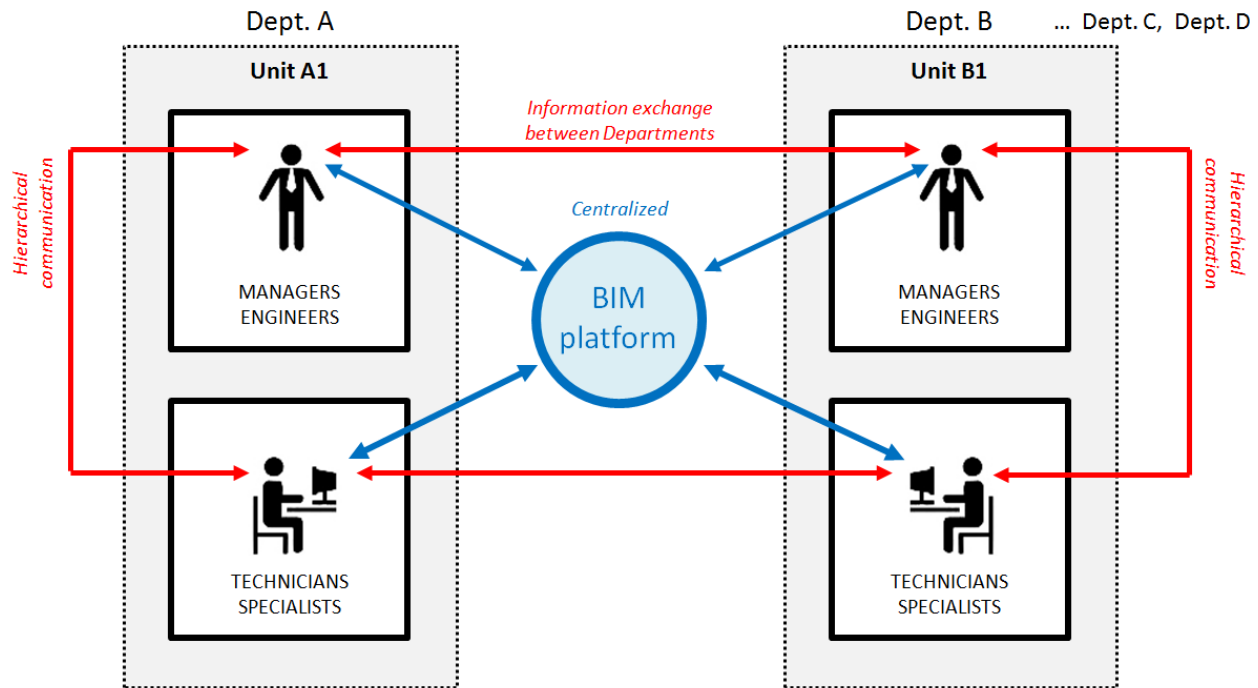 Dept. A
Dept. B
... Dept. C, Dept. D
Unit A1
Unit B1
Information exchange
between Departments
Hierarchical
communication
Hierarchical
communication
Centralized
BIM
platform
MANAGERS
ENGINEERS
MANAGERS
ENGINEERS
TECHNICIANS
SPECIALISTS
TECHNICIANS
SPECIALISTS